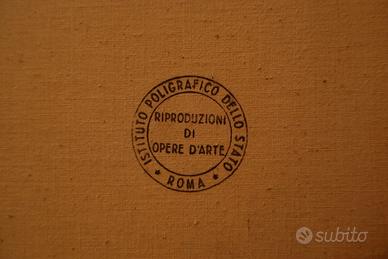 ISTITUTO POLIGRAFICO DELLO STATO
* ROMA *
RIPRODUZIONI
DI
OPERE D'ARTE
subito